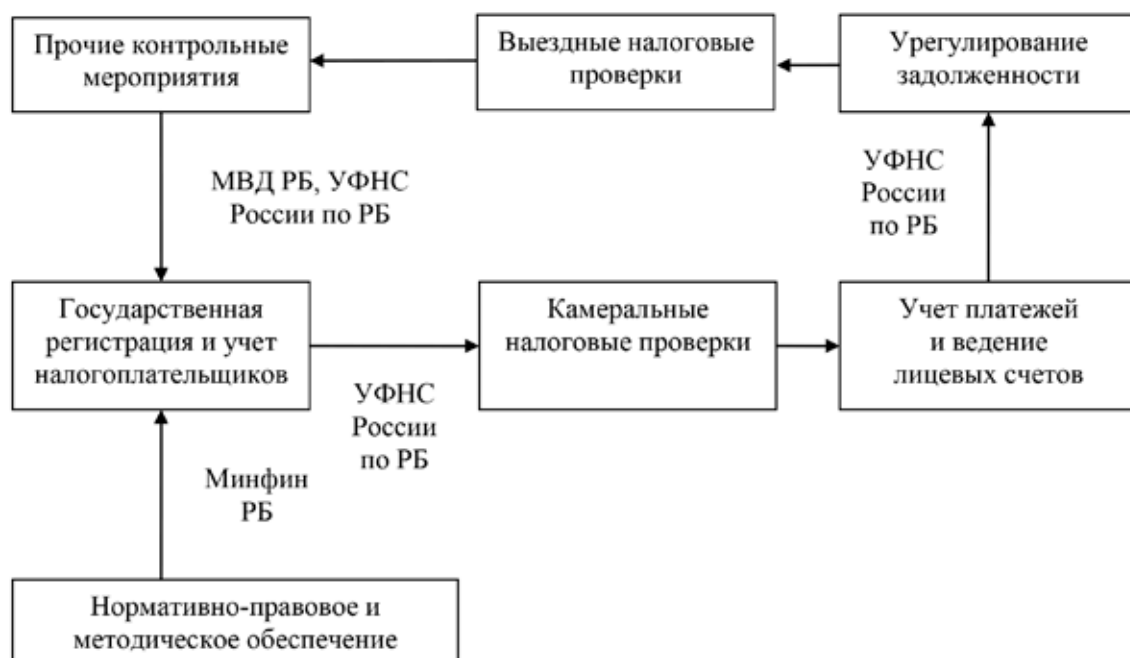 Прочие контрольные
мероприятия
Выездные налоговые
проверки
Урегулирование
задолженности
МВД РБ, УФНС
России по РБ
УФНС
России
по РБ
Государственная
регистрация и учет
налогоплательщиков
Камеральные
налоговые проверки
Учет платежей
и ведение
лицевых счетов
УФНС
России
по РБ
Минфин
РБ
Нормативно-правовое и
методическое обеспечение